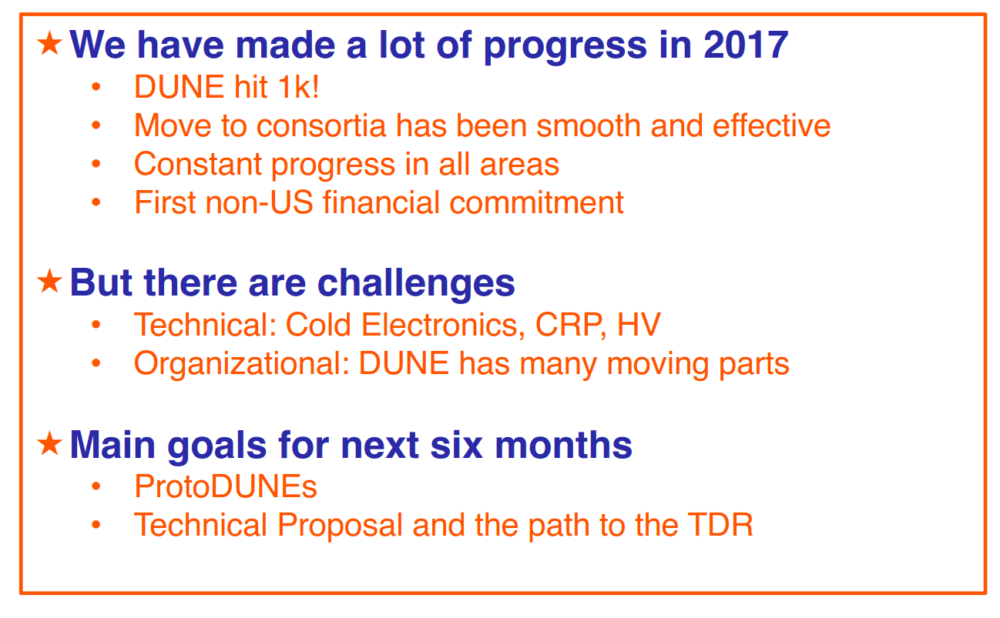 ★ We have made a lot of progress in 2017
• DUNE hit 1k!
• Move to consortia has been smooth and effective
• Constant progress in all areas
• First non-US financial commitment
★ But there are challenges
• Technical: Cold Electronics, CRP, HV
• Organizational: DUNE has many moving parts
★ Main goals for next six months
• ProtoDUNEs
• Technical Proposal and the path to the TDR